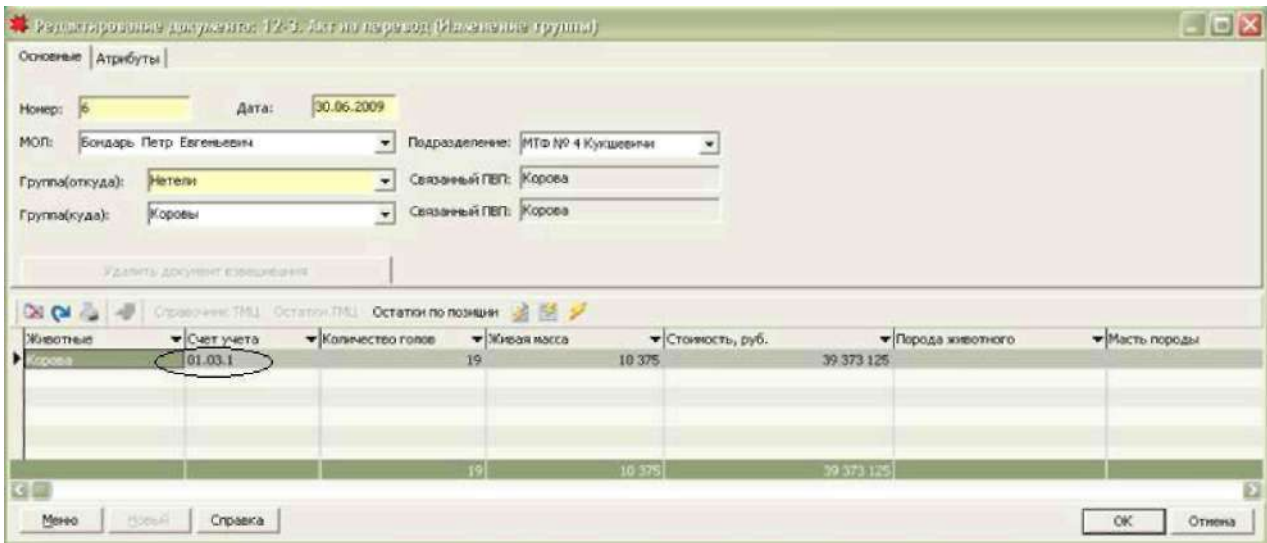 Редактирование документа: 12-3. Акт на перевод (Изменение группы)
Основные Атрибуты
Номер: 6 Дата: 30.06.2009
МОЛ: Бондарь Петр Евгеньевич Подразделение: МТФ № 4 Кукшевичи
Группа(откуда): Нетели Связанный ПВП: Корова
Группа(куда): Коровы Связанный ПВП: Корова
Удалить документ взвешивания
Справочник ТМЦ Остатки ТМЦ Остатки по позиции
Животные Счет учета Количество голов Живая масса Стоимость, руб. Порода животного Масть породы
Корова 01.03.1 19 10 375 39 373 125
19 10 375 39 373 125
Меню Новый Справка OK Отмена